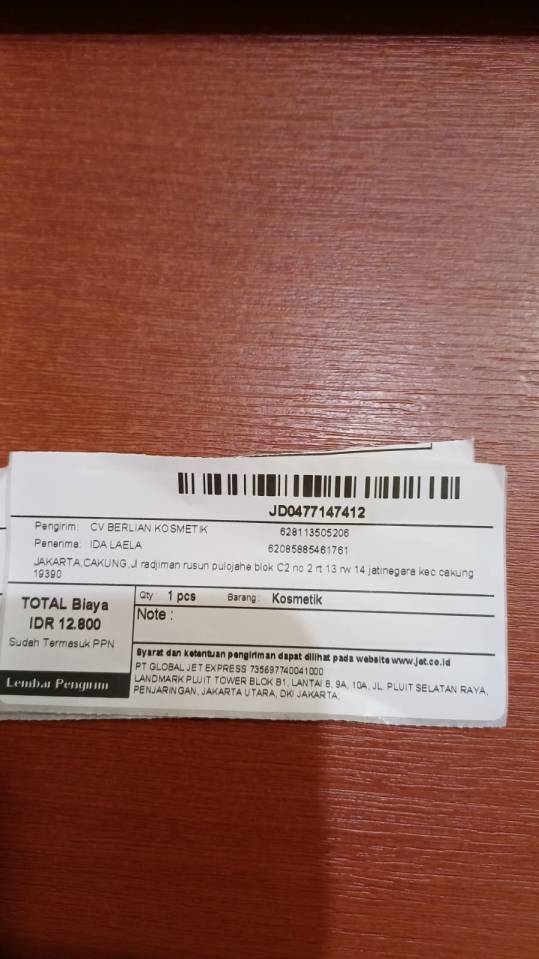 JD0477147412
Pengirim: CV BERLIAN KOSMETIK 628113505206
Penerima: IDA LAELA 62085885461761
JAKARTA,CAKUNG,Jl radjiman rusun pulojahe blok C2 no 2 rt 13 rw 14 jatinegara kec cakung
19390
TOTAL Biaya
IDR 12.800
Sudah Termasuk PPN
Lembar Pengirim
Qty: 1 pcs Barang: Kosmetik
Note :
Syarat dan ketentuan pengiriman dapat dilihat pada website www.jet.co.id
PT GLOBAL JET EXPRESS 735697740041000
LANDMARK PLUIT TOWER BLOK B1, LANTAI 8, 9A, 10A, JL. PLUIT SELATAN RAYA,
PENJARINGAN, JAKARTA UTARA, DKI JAKARTA,